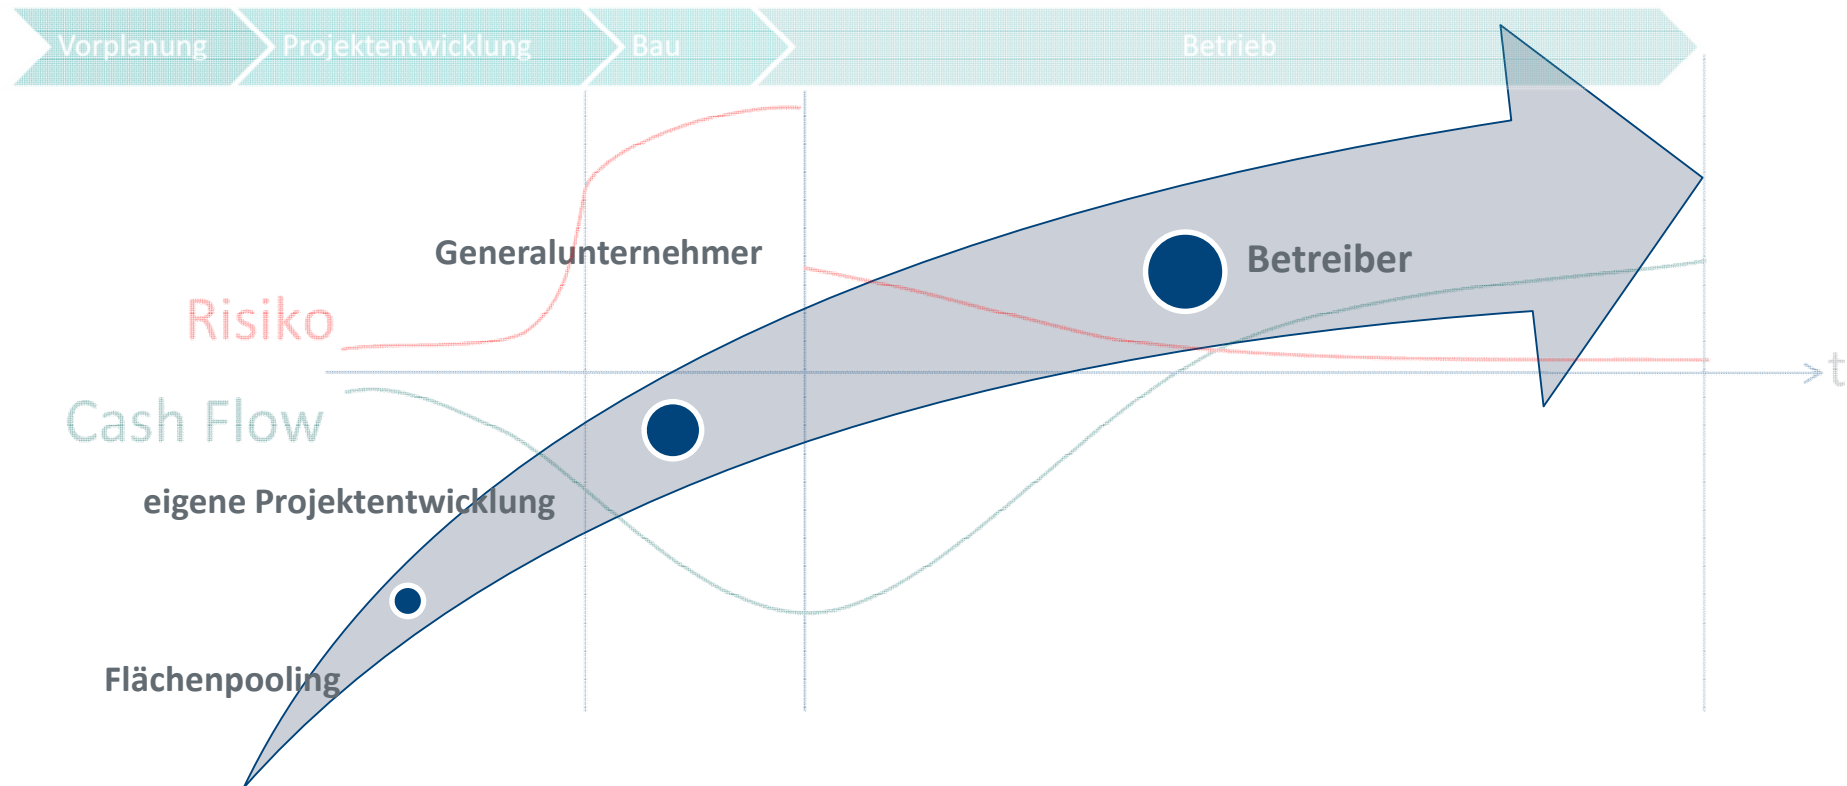 Vorplanung
Projektentwicklung
Bau
Betrieb
Generalunternehmer
Betreiber
Risiko
t
Cash Flow
eigene Projektentwicklung
Flächenpooling